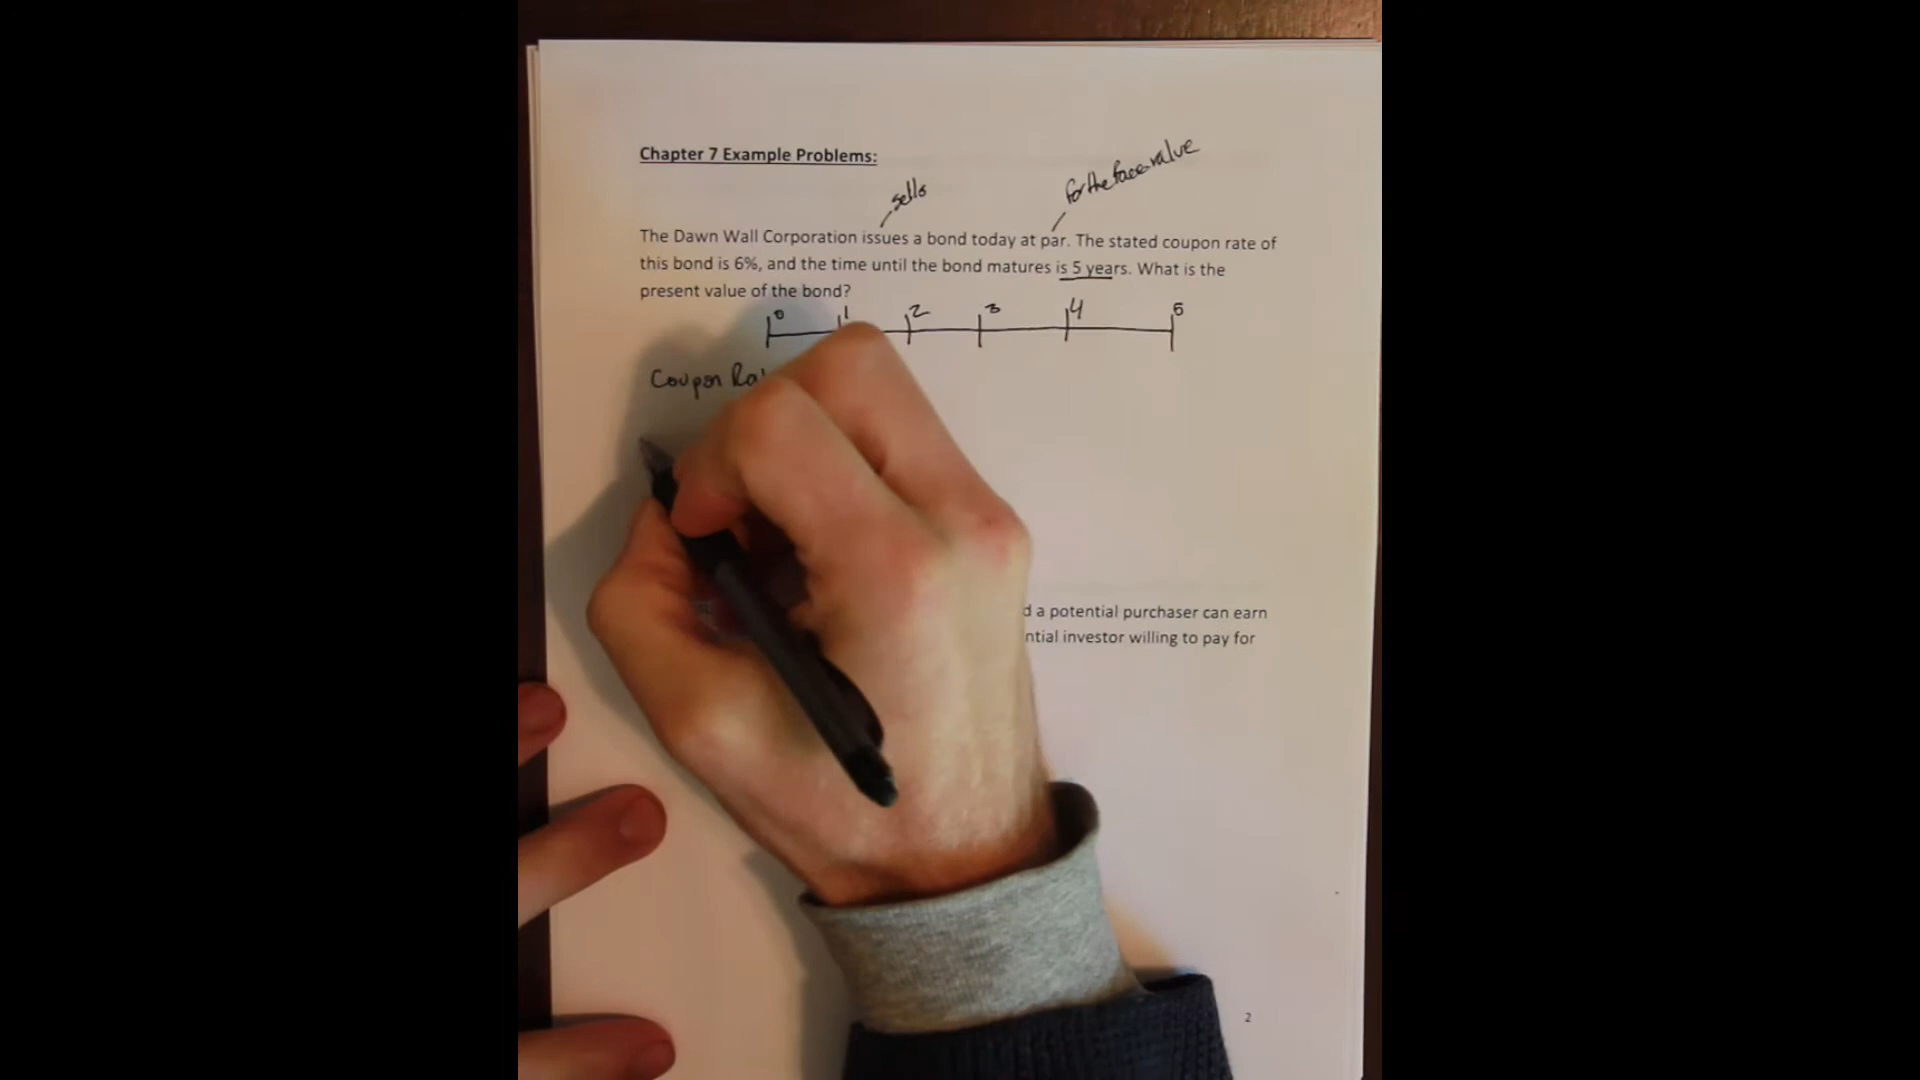 Chapter 7 Example Problems:
sells
for the face value
The Dawn Wall Corporation issues a bond today at par. The stated coupon rate of
this bond is 6%, and the time until the bond matures is 5 years. What is the
present value of the bond?
0 1 2 3 4 5
Coupon
a potential purchaser can earn
investor willing to pay for
2